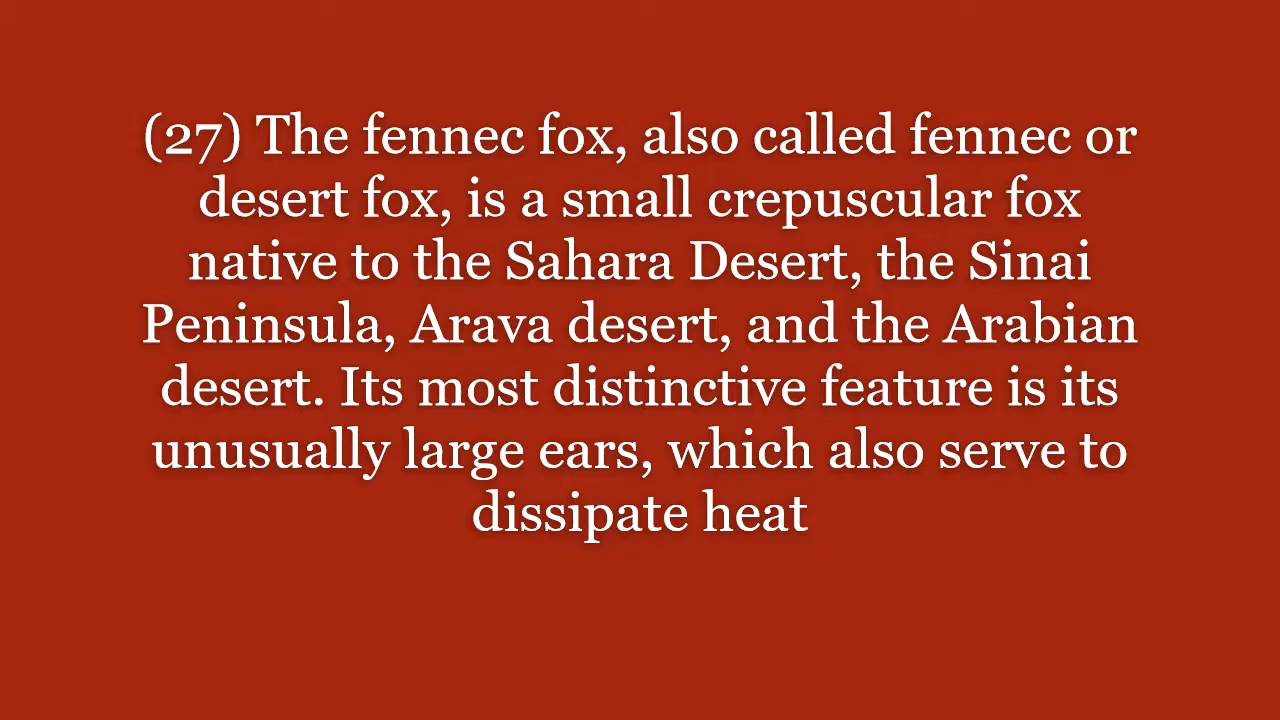 (27) The fennec fox, also called fennec or
desert fox, is a small crepuscular fox
native to the Sahara Desert, the Sinai
Peninsula, Arava desert, and the Arabian
desert. Its most distinctive feature is its
unusually large ears, which also serve to
dissipate heat